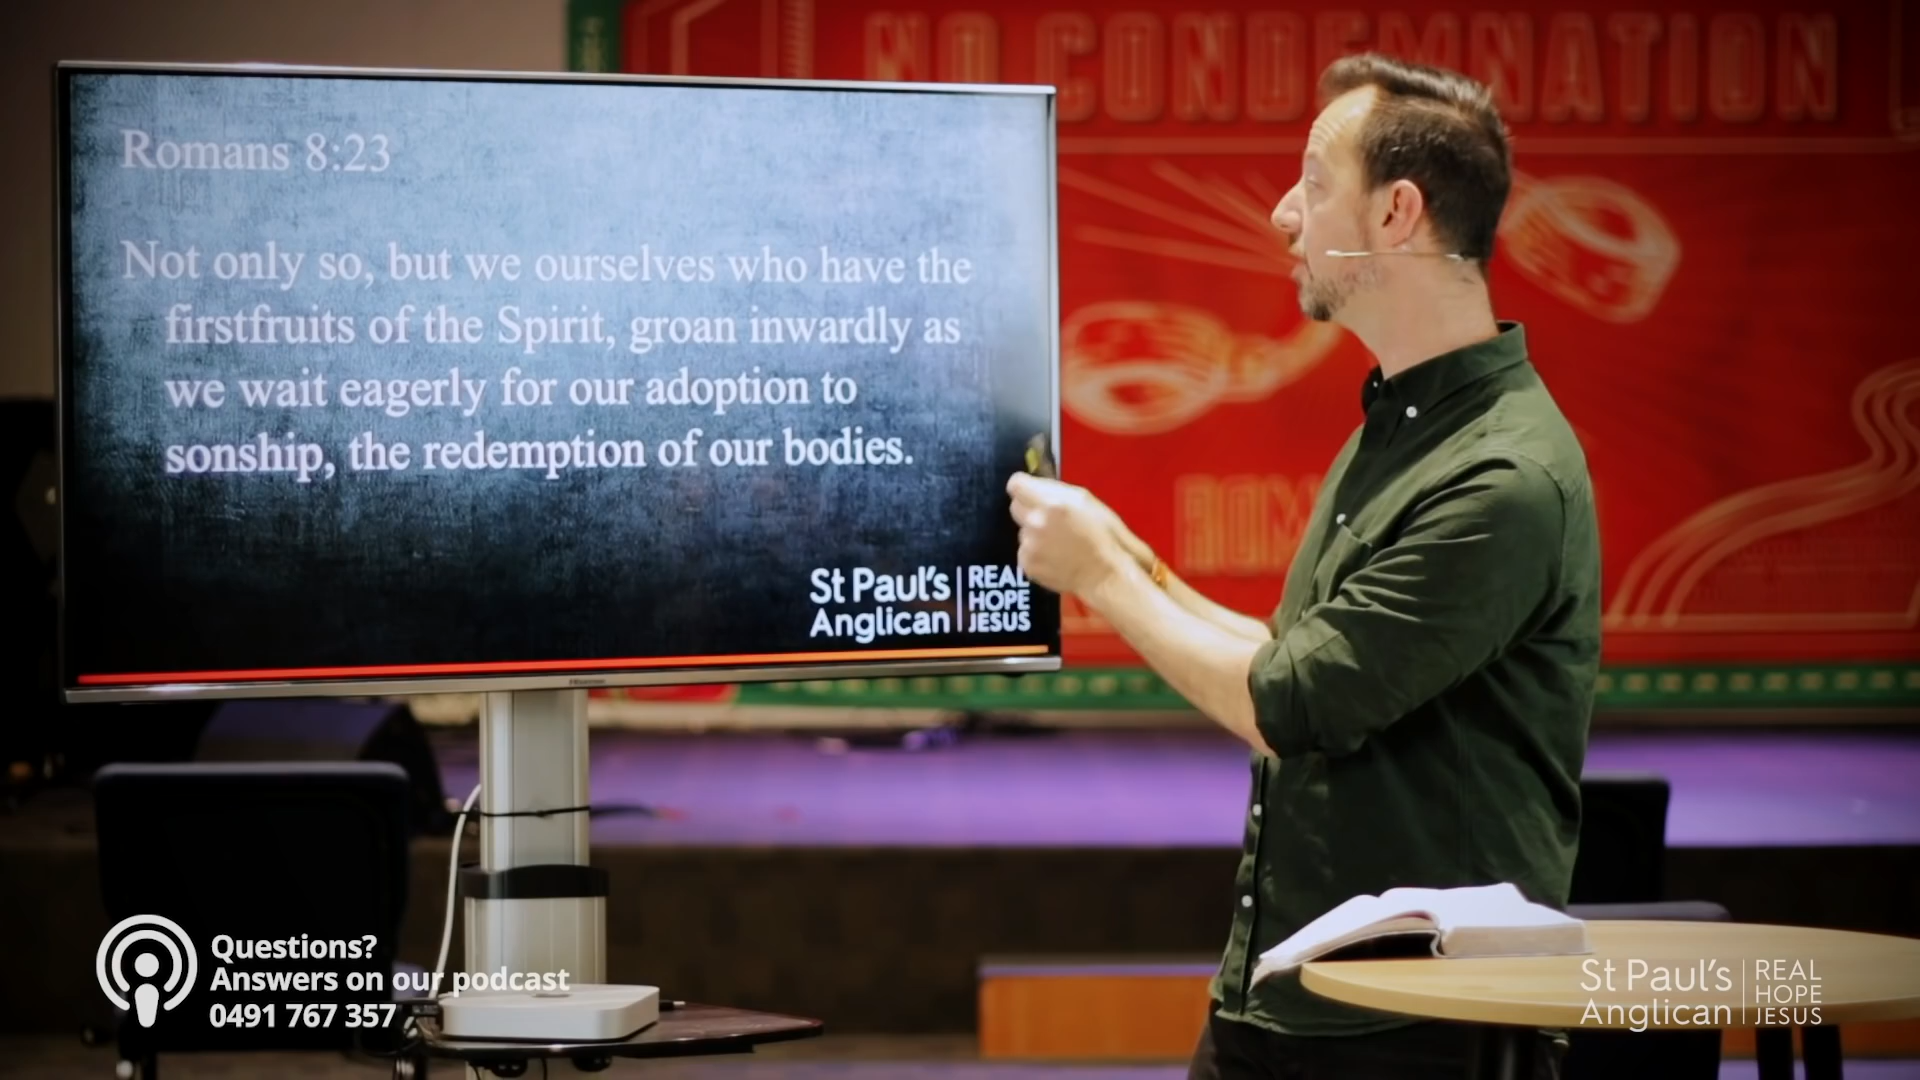 NO CONDEMNATION
Romans 8:23
Not only so, but we ourselves who have the
firstfruits of the Spirit, groan inwardly as
we wait eagerly for our adoption to
sonship, the redemption of our bodies.
St Paul's
Anglican
REAL
HOPE
JESUS
Hisense
Questions?
Answers on our podcast
0491 767 357
St Paul's
Anglican
REAL
HOPE
JESUS